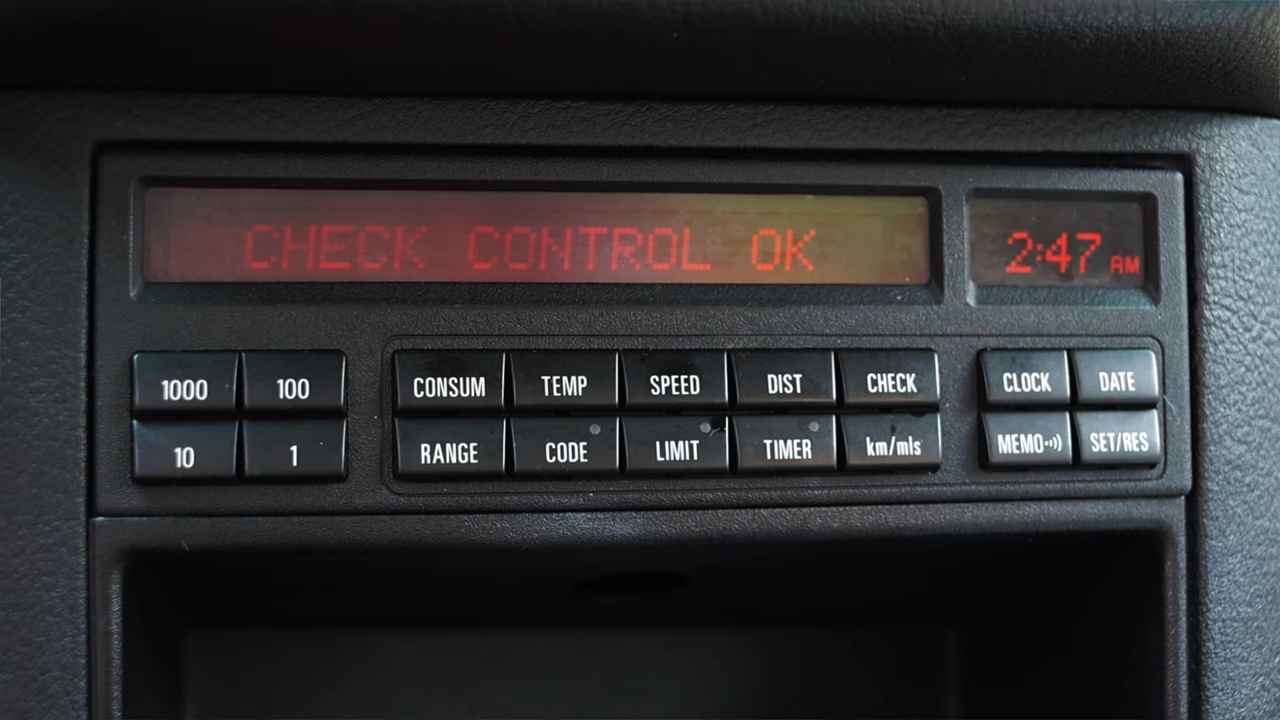 CHECK CONTROL OK
2:47 AM
1000 100 CONSUM TEMP SPEED DIST CHECK CLOCK DATE
10 1 RANGE CODE LIMIT TIMER km/mls MEMO SET/RES